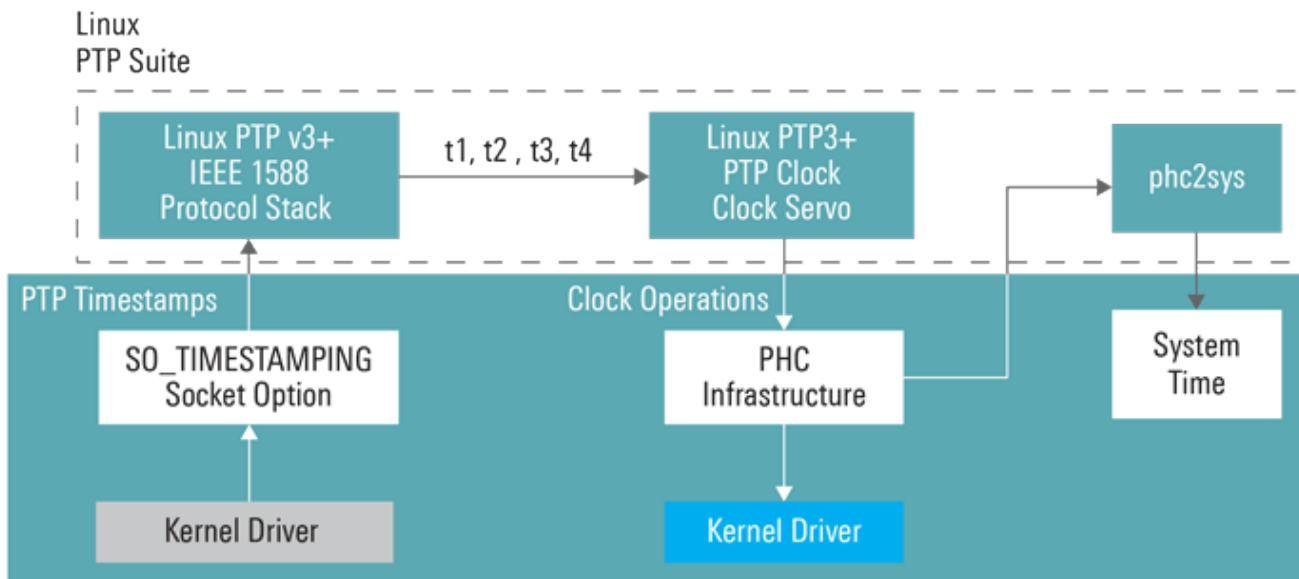 Linux
PTP Suite
Linux PTP v3+
IEEE 1588
Protocol Stack
t1, t2 , t3, t4
Linux PTP3+
PTP Clock
Clock Servo
phc2sys
PTP Timestamps
Clock Operations
SO_TIMESTAMPING
Socket Option
PHC
Infrastructure
System
Time
Kernel Driver
Kernel Driver